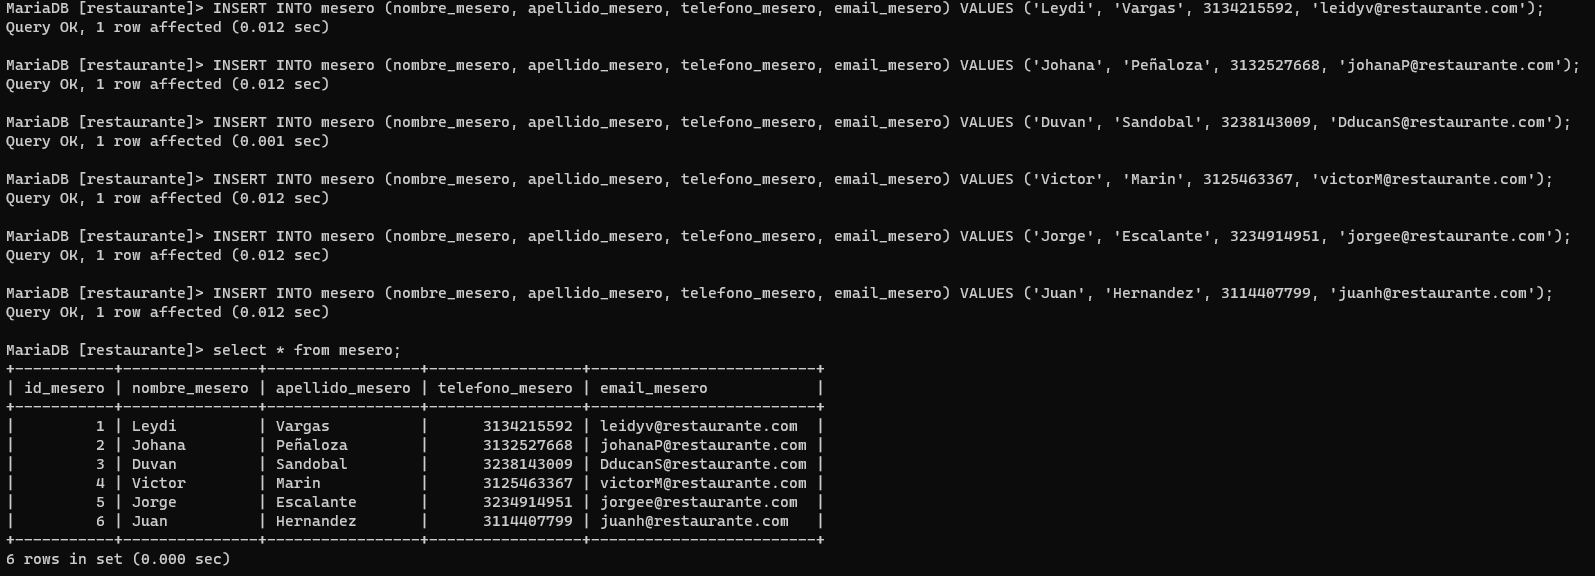 MariaDB [restaurante]> INSERT INTO mesero (nombre_mesero, apellido_mesero, telefono_mesero, email_mesero) VALUES ('Leydi', 'Vargas', 3134215592, 'leidyv@restaurante.com');
Query OK, 1 row affected (0.012 sec)

MariaDB [restaurante]> INSERT INTO mesero (nombre_mesero, apellido_mesero, telefono_mesero, email_mesero) VALUES ('Johana', 'Peñaloza', 3132527668, 'johanaP@restaurante.com');
Query OK, 1 row affected (0.012 sec)

MariaDB [restaurante]> INSERT INTO mesero (nombre_mesero, apellido_mesero, telefono_mesero, email_mesero) VALUES ('Duvan', 'Sandobal', 3238143009, 'DducanS@restaurante.com');
Query OK, 1 row affected (0.001 sec)

MariaDB [restaurante]> INSERT INTO mesero (nombre_mesero, apellido_mesero, telefono_mesero, email_mesero) VALUES ('Victor', 'Marin', 3125463367, 'victorM@restaurante.com');
Query OK, 1 row affected (0.012 sec)

MariaDB [restaurante]> INSERT INTO mesero (nombre_mesero, apellido_mesero, telefono_mesero, email_mesero) VALUES ('Jorge', 'Escalante', 3234914951, 'jorgee@restaurante.com');
Query OK, 1 row affected (0.012 sec)

MariaDB [restaurante]> INSERT INTO mesero (nombre_mesero, apellido_mesero, telefono_mesero, email_mesero) VALUES ('Juan', 'Hernandez', 3114407799, 'juanh@restaurante.com');
Query OK, 1 row affected (0.012 sec)

MariaDB [restaurante]> select * from mesero;
+-----------+---------------+-----------------+-----------------+-------------------------+
| id_mesero | nombre_mesero | apellido_mesero | telefono_mesero | email_mesero            |
+-----------+---------------+-----------------+-----------------+-------------------------+
|         1 | Leydi         | Vargas          |      3134215592 | leidyv@restaurante.com  |
|         2 | Johana        | Peñaloza        |      3132527668 | johanaP@restaurante.com |
|         3 | Duvan         | Sandobal        |      3238143009 | DducanS@restaurante.com |
|         4 | Victor        | Marin           |      3125463367 | victorM@restaurante.com |
|         5 | Jorge         | Escalante       |      3234914951 | jorgee@restaurante.com  |
|         6 | Juan          | Hernandez       |      3114407799 | juanh@restaurante.com   |
+-----------+---------------+-----------------+-----------------+-------------------------+
6 rows in set (0.000 sec)